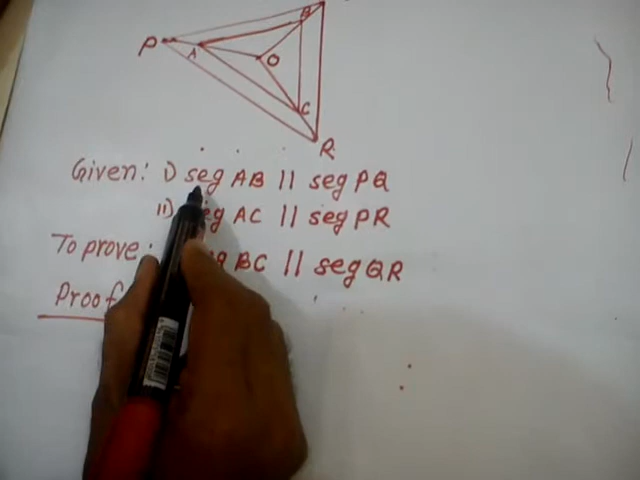 P
A
B
O
C
R
Given: i) seg AB || seg PQ
ii) seg AC || seg PR
To prove: BC || seg QR
Proof